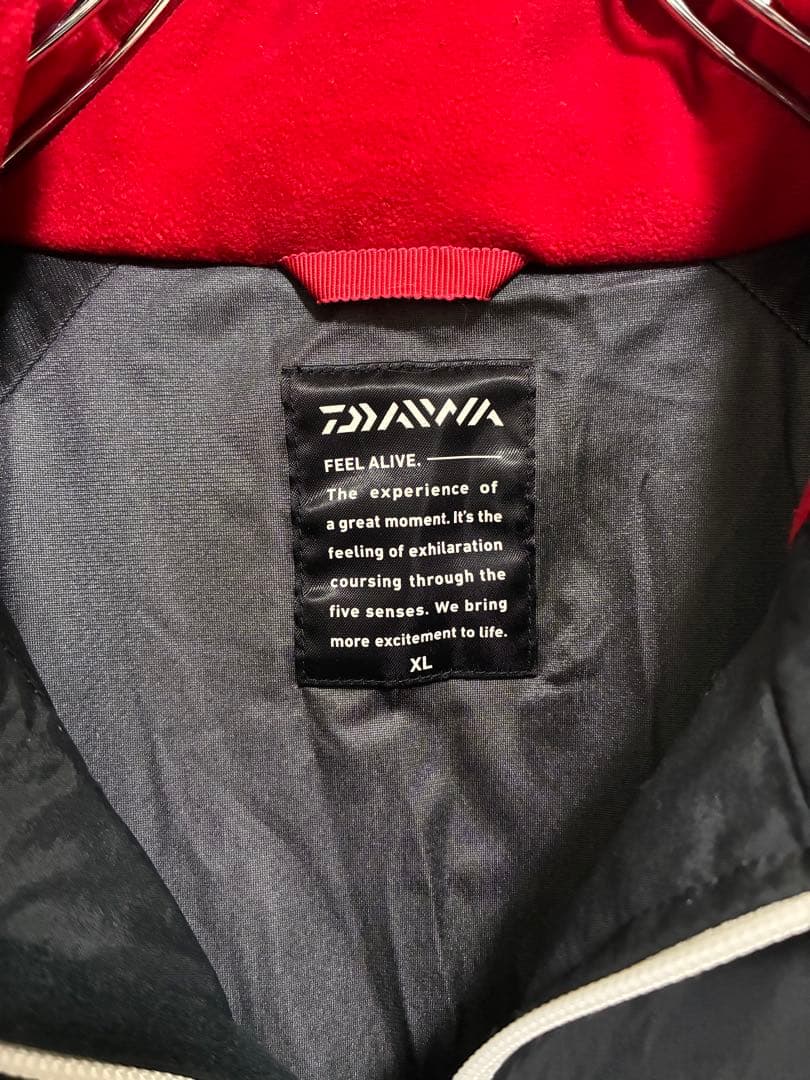 DAIWA
FEEL ALIVE.
The experience of
a great moment. It's the
feeling of exhilaration
coursing through the
five senses. We bring
more excitement to life.
XL